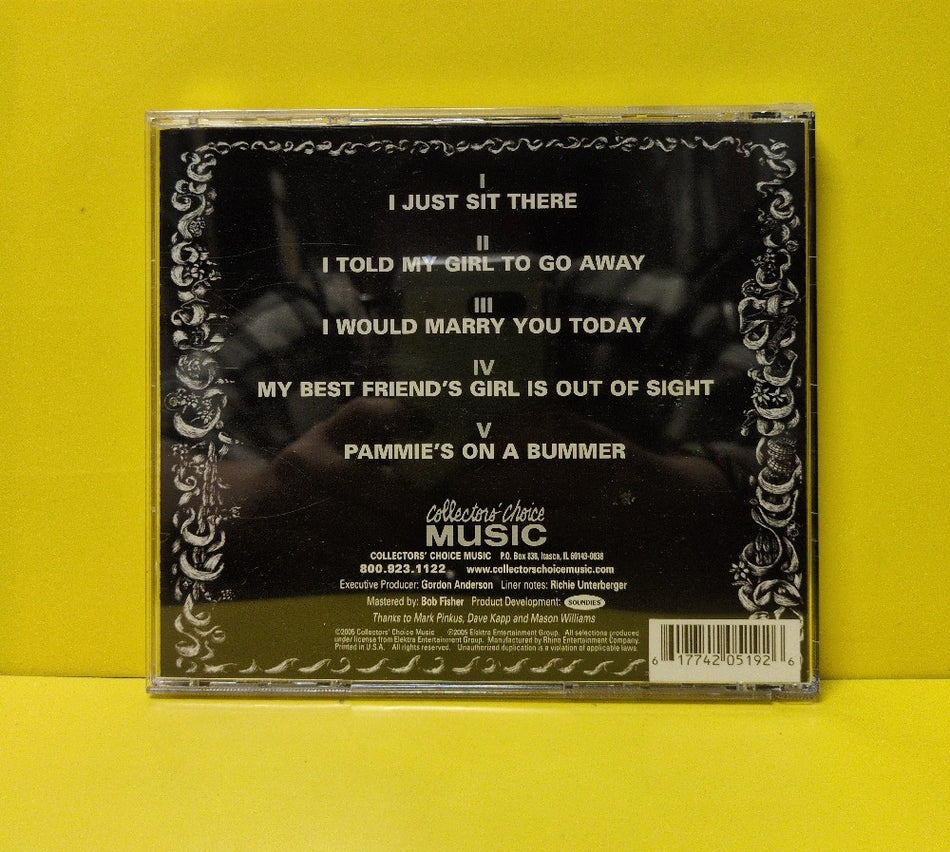 I
I JUST SIT THERE
II
I TOLD MY GIRL TO GO AWAY
III
I WOULD MARRY YOU TODAY
IV
MY BEST FRIEND'S GIRL IS OUT OF SIGHT
V
PAMMIE'S ON A BUMMER
collectors' choice
MUSIC
COLLECTORS' CHOICE MUSIC P.O. Box 838, Itasca, IL 60143-0838
800.923.1122 www.collectorschoicemusic.com
Executive Producer: Gordon Anderson Liner notes: Richie Unterberger
Mastered by: Bob Fisher Product Development: SOUNDIES
Thanks to Mark Pinkus, Dave Kapp and Mason Williams
©2005 Collectors' Choice Music ℗2005 Elektra Entertainment Group. All selections produced
under license from Elektra Entertainment Group. Manufactured by Rhino Entertainment Company.
Printed in U.S.A. All rights reserved. Unauthorized duplication is a violation of applicable laws.
6 17742 05192 6